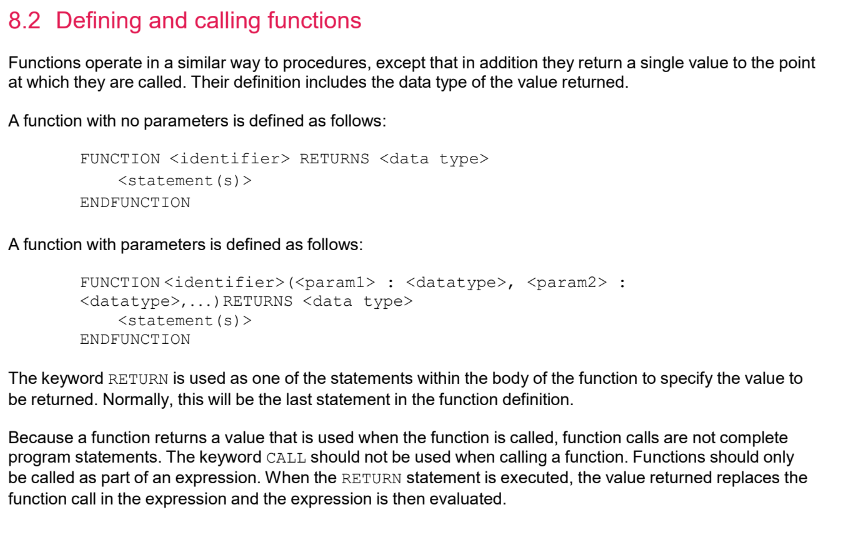 8.2 Defining and calling functions
Functions operate in a similar way to procedures, except that in addition they return a single value to the point
at which they are called. Their definition includes the data type of the value returned.
A function with no parameters is defined as follows:
FUNCTION <identifier> RETURNS <data type>
<statement(s)>
ENDFUNCTION
A function with parameters is defined as follows:
FUNCTION <identifier>(<param1> : <datatype>, <param2> :
<datatype>,...) RETURNS <data type>
<statement(s)>
ENDFUNCTION
The keyword RETURN is used as one of the statements within the body of the function to specify the value to
be returned. Normally, this will be the last statement in the function definition.
Because a function returns a value that is used when the function is called, function calls are not complete
program statements. The keyword CALL should not be used when calling a function. Functions should only
be called as part of an expression. When the RETURN statement is executed, the value returned replaces the
function call in the expression and the expression is then evaluated.